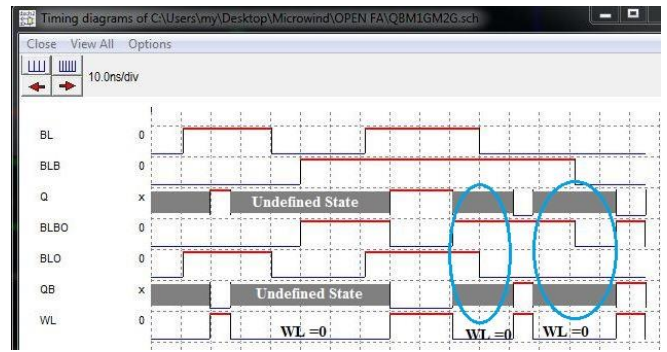 Timing diagrams of C:\Users\my\Desktop\Microwind\OPEN FA\QBM1GM2G.sch
Close View All Options
10.0ns/div
BL 0
BLB 0
Q x Undefined State
BLBO 0
BLO 0
QB x Undefined State
WL 0 WL =0 WL =0 WL =0